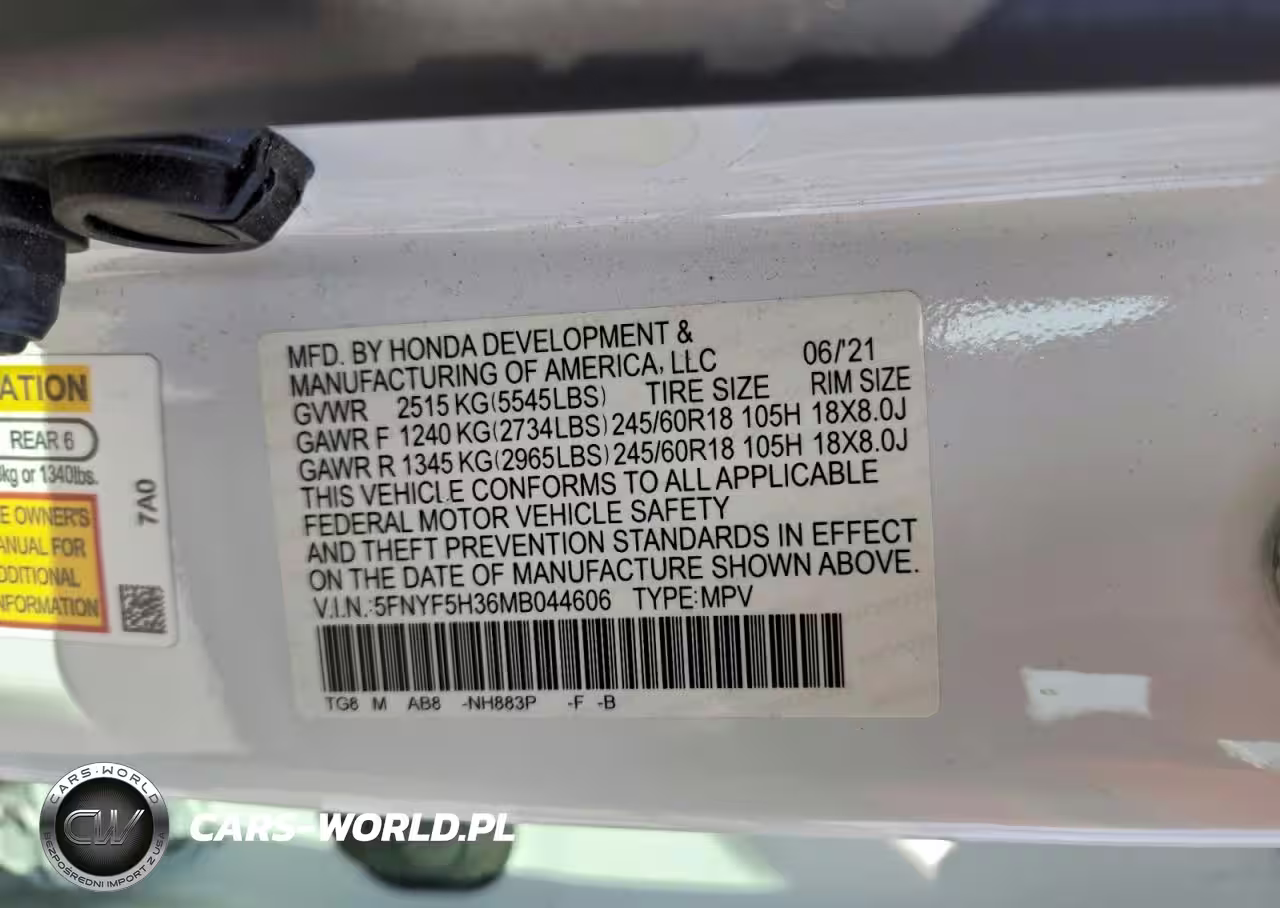 MFD. BY HONDA DEVELOPMENT &
MANUFACTURING OF AMERICA, LLC 06/'21
GVWR 2515 KG(5545LBS) TIRE SIZE RIM SIZE
GAWR F 1240 KG(2734LBS) 245/60R18 105H 18X8.0J
GAWR R 1345 KG(2965LBS) 245/60R18 105H 18X8.0J
THIS VEHICLE CONFORMS TO ALL APPLICABLE
FEDERAL MOTOR VEHICLE SAFETY
AND THEFT PREVENTION STANDARDS IN EFFECT
ON THE DATE OF MANUFACTURE SHOWN ABOVE.
V.I.N.:5FNYF5H36MB044606 TYPE:MPV
TG8 M AB8 -NH883P -F -B
ATION
REAR 6
kg or 1340lbs.
7A0
E OWNER'S
ANUAL FOR
DDITIONAL
NFORMATION
CARS-WORLD
CW
BEZPOŚREDNI IMPORT Z USA
CARS-WORLD.PL